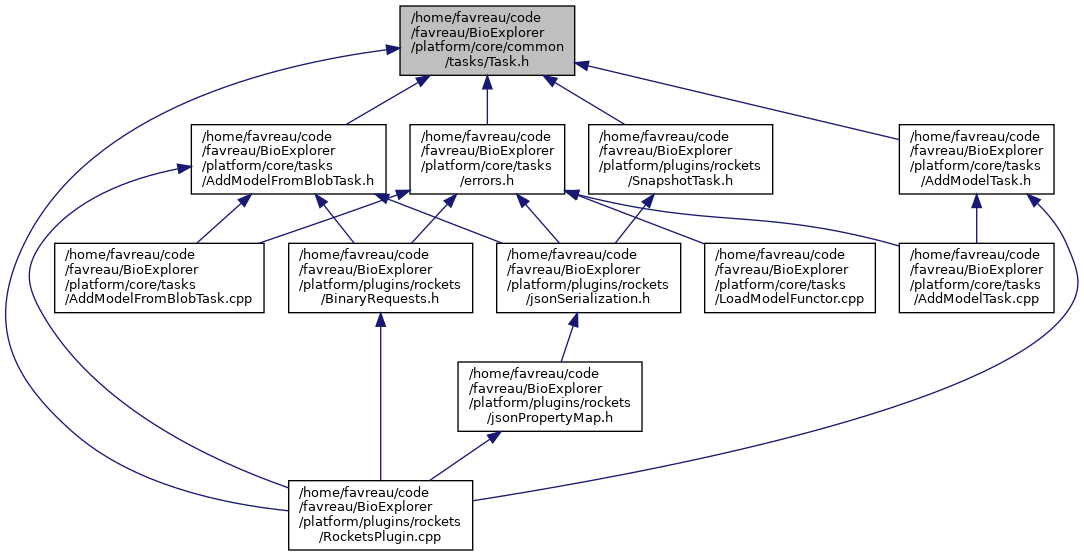 /home/favreau/code
/favreau/BioExplorer
/platform/core/common
/tasks/Task.h
/home/favreau/code
/favreau/BioExplorer
/platform/core/tasks
/AddModelFromBlobTask.h
/home/favreau/code
/favreau/BioExplorer
/platform/core/tasks
/errors.h
/home/favreau/code
/favreau/BioExplorer
/platform/plugins/rockets
/SnapshotTask.h
/home/favreau/code
/favreau/BioExplorer
/platform/core/tasks
/AddModelTask.h
/home/favreau/code
/favreau/BioExplorer
/platform/core/tasks
/AddModelFromBlobTask.cpp
/home/favreau/code
/favreau/BioExplorer
/platform/plugins/rockets
/BinaryRequests.h
/home/favreau/code
/favreau/BioExplorer
/platform/plugins/rockets
/jsonSerialization.h
/home/favreau/code
/favreau/BioExplorer
/platform/core/tasks
/LoadModelFunctor.cpp
/home/favreau/code
/favreau/BioExplorer
/platform/core/tasks
/AddModelTask.cpp
/home/favreau/code
/favreau/BioExplorer
/platform/plugins/rockets
/jsonPropertyMap.h
/home/favreau/code
/favreau/BioExplorer
/platform/plugins/rockets
/RocketsPlugin.cpp